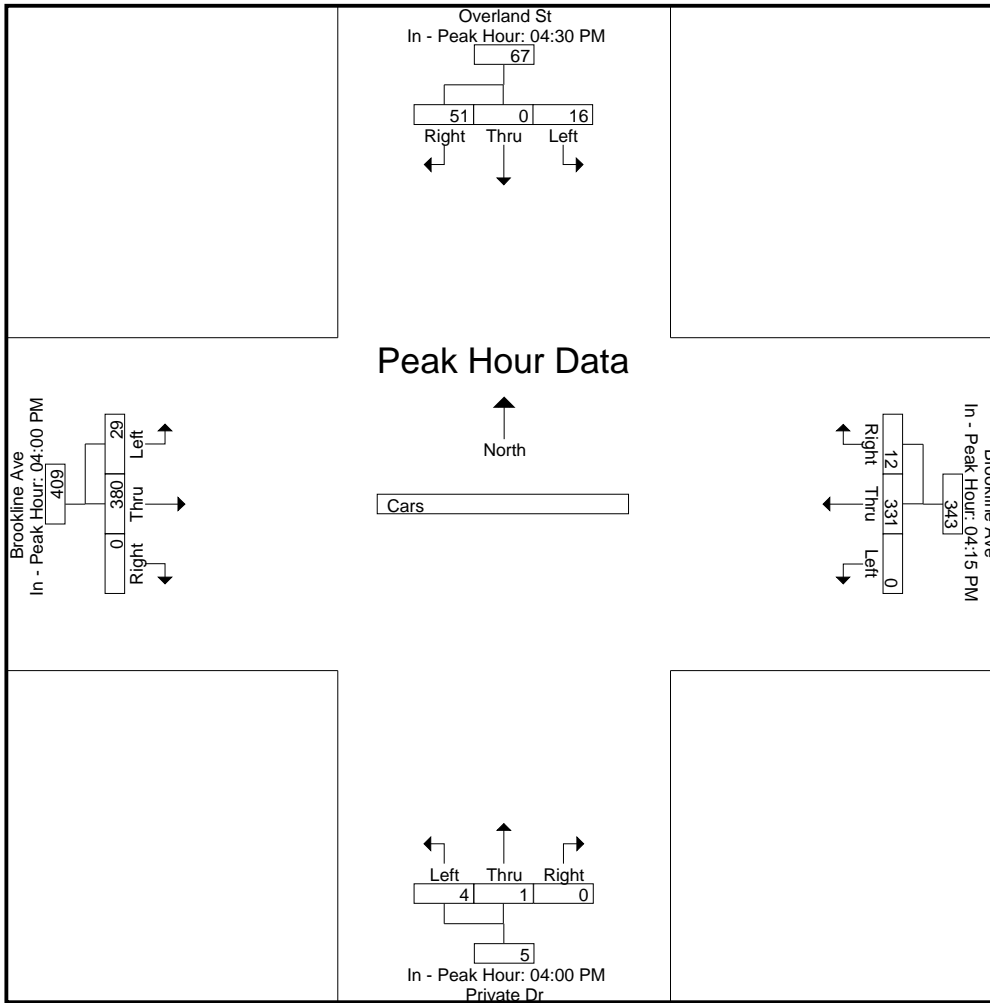 Overland St
In - Peak Hour: 04:30 PM
67
51 0 16
Right Thru Left
Peak Hour Data
North
Cars
Brookline Ave
In - Peak Hour: 04:00 PM
409
29 380 0
Left Thru Right
Right Thru Left
12 331 0
343
In - Peak Hour: 04:15 PM
Brookline Ave
Left Thru Right
4 1 0
5
In - Peak Hour: 04:00 PM
Private Dr